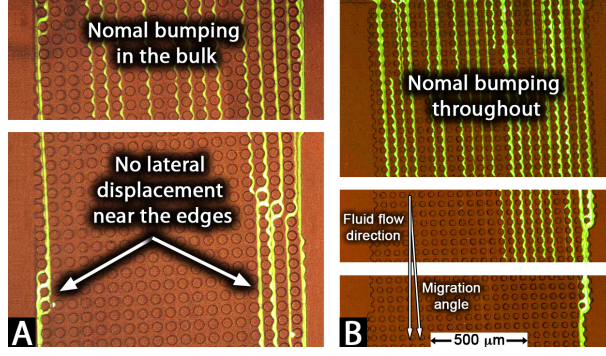 Nomal bumping
in the bulk
No lateral
displacement
near the edges
A
Nomal bumping
throughout
Fluid flow
direction
Migration
angle
500 μm
B